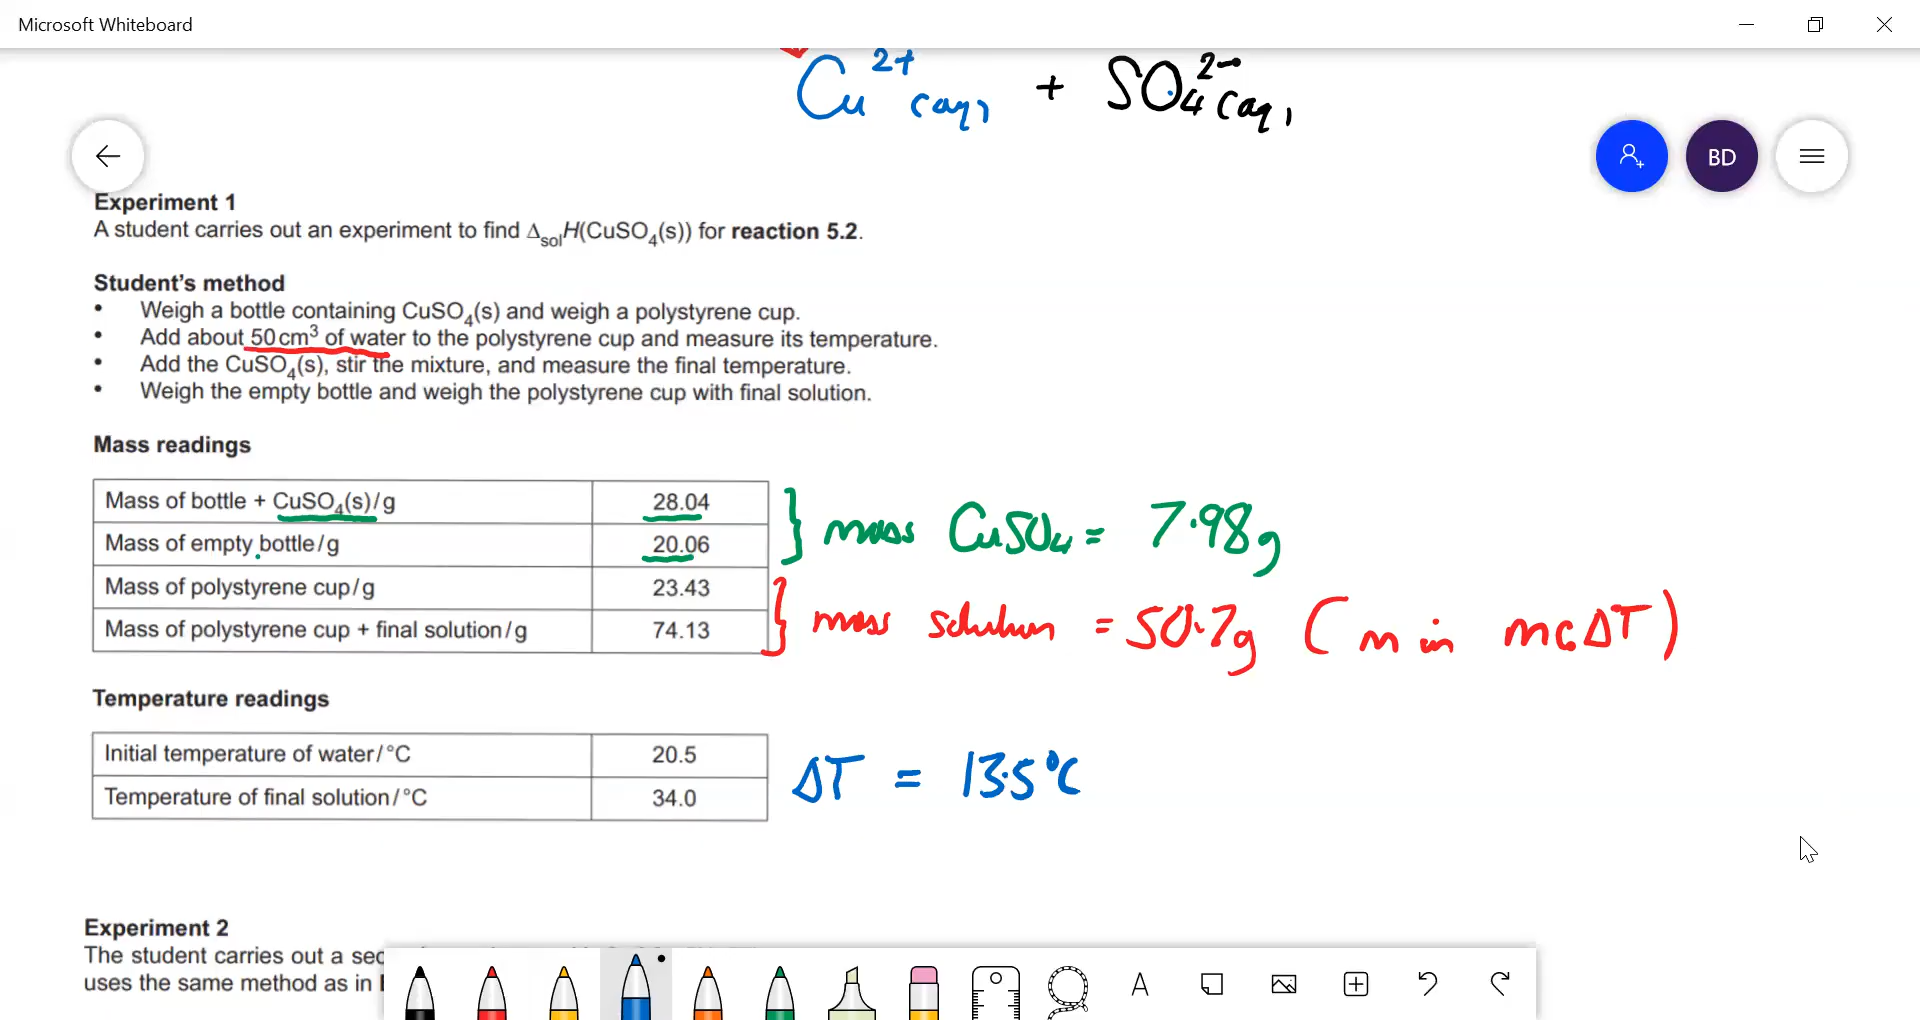 Microsoft Whiteboard
Cu 2+ (aq) + SO4 2- (aq)
BD
Experiment 1
A student carries out an experiment to find ΔsolH(CuSO4(s)) for reaction 5.2.
Student's method
• Weigh a bottle containing CuSO4(s) and weigh a polystyrene cup.
• Add about 50 cm3 of water to the polystyrene cup and measure its temperature.
• Add the CuSO4(s), stir the mixture, and measure the final temperature.
• Weigh the empty bottle and weigh the polystyrene cup with final solution.
Mass readings
Mass of bottle + CuSO4(s)/g 28.04
Mass of empty bottle/g 20.06
} mass CuSO4 = 7.98g
Mass of polystyrene cup/g 23.43
Mass of polystyrene cup + final solution/g 74.13
} mass solution = 50.7g (m in mcΔT)
Temperature readings
Initial temperature of water/°C 20.5
Temperature of final solution/°C 34.0
ΔT = 13.5°C
Experiment 2
The student carries out a sec
uses the same method as in
A